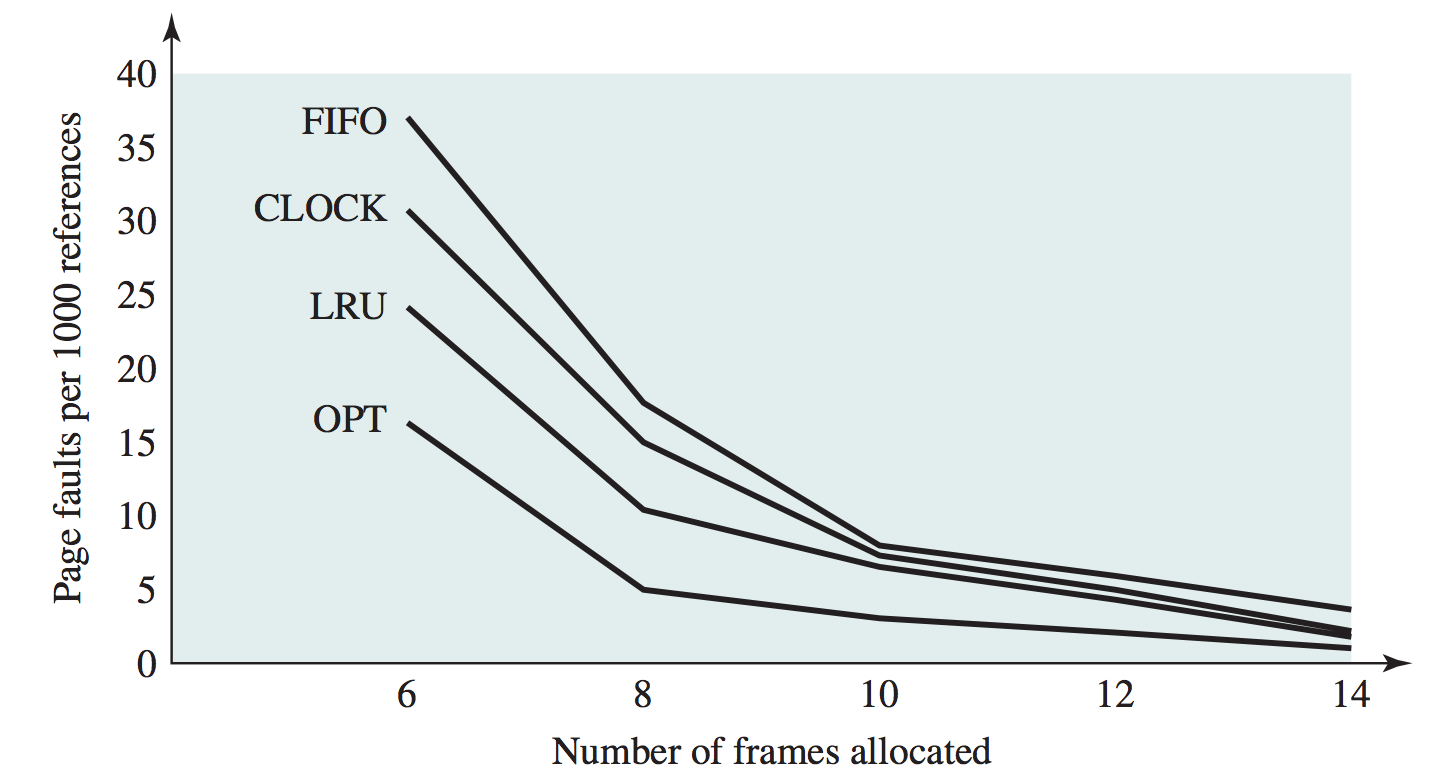 40
35
30
25
20
15
10
5
0
Page faults per 1000 references
FIFO
CLOCK
LRU
OPT
6 8 10 12 14
Number of frames allocated